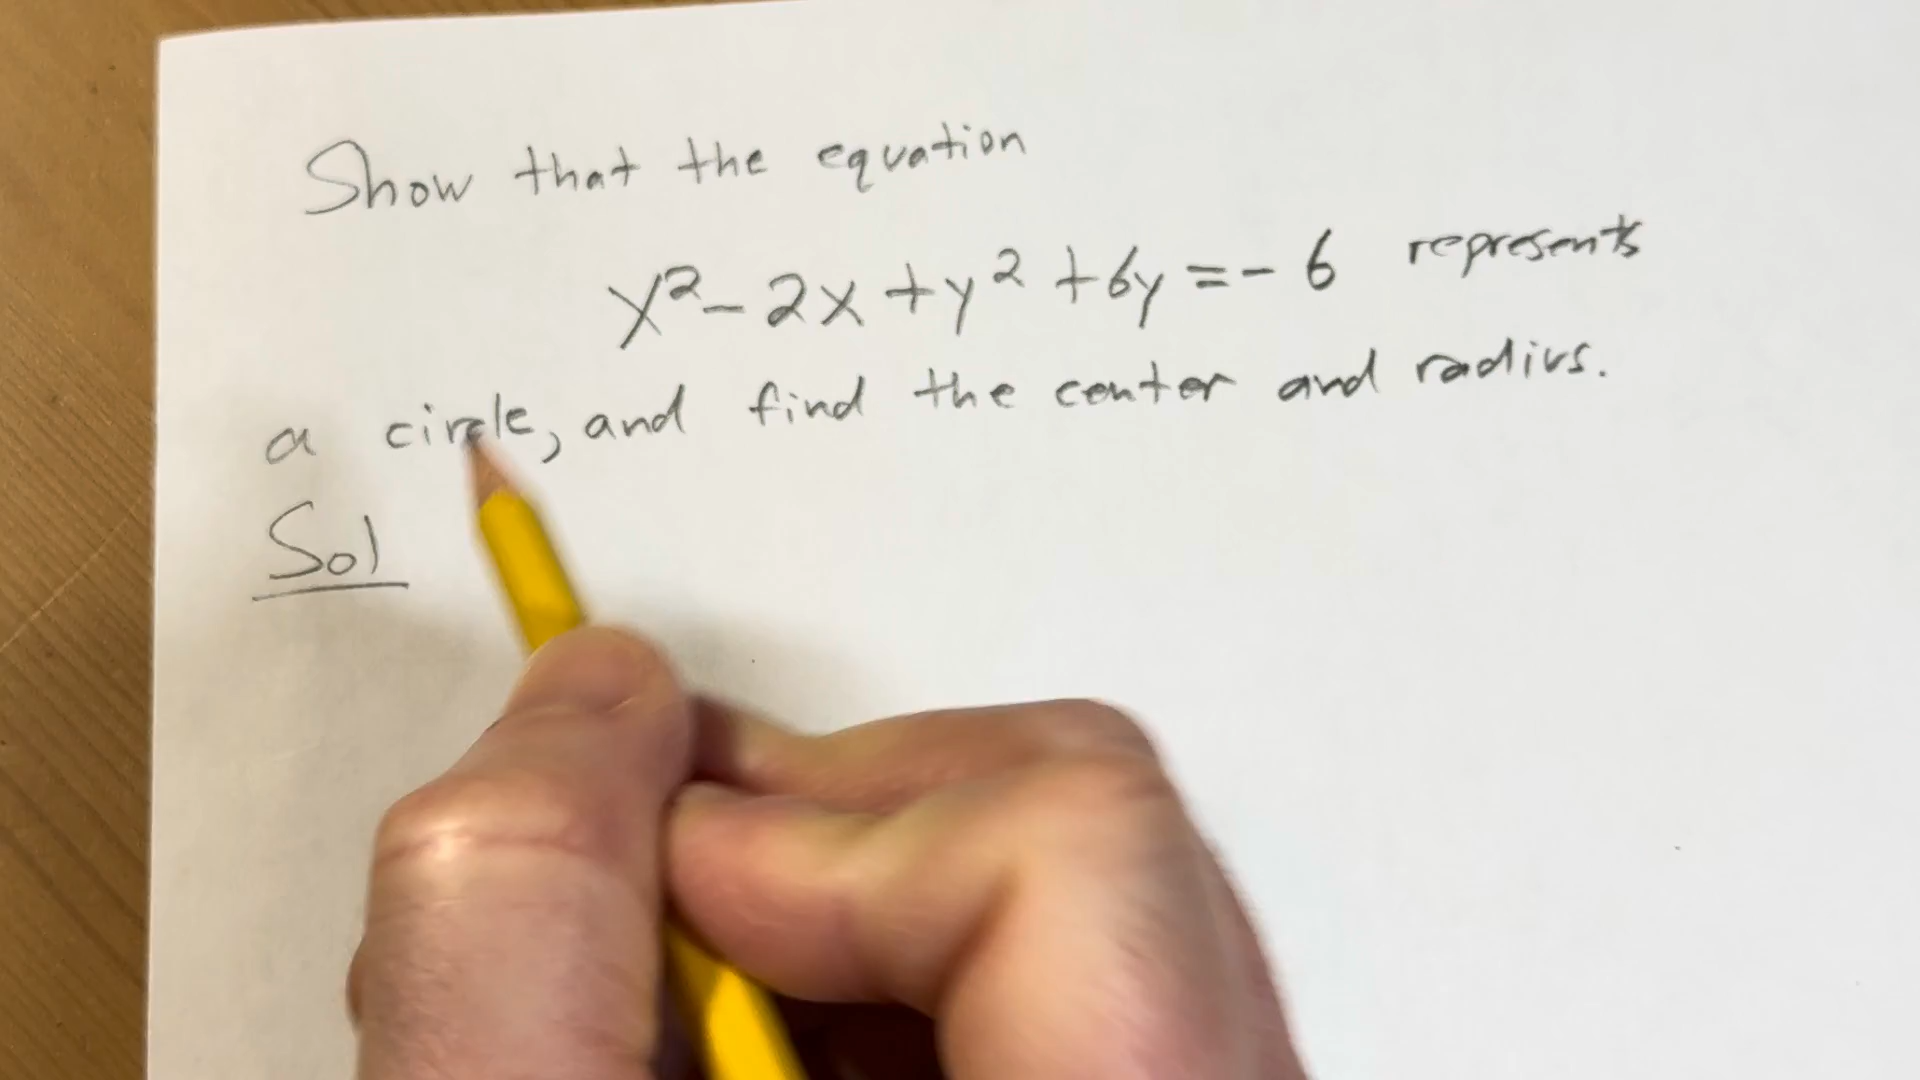 Show that the equation
x² - 2x + y² + 6y = - 6 represents
a circle, and find the center and radius.
Sol